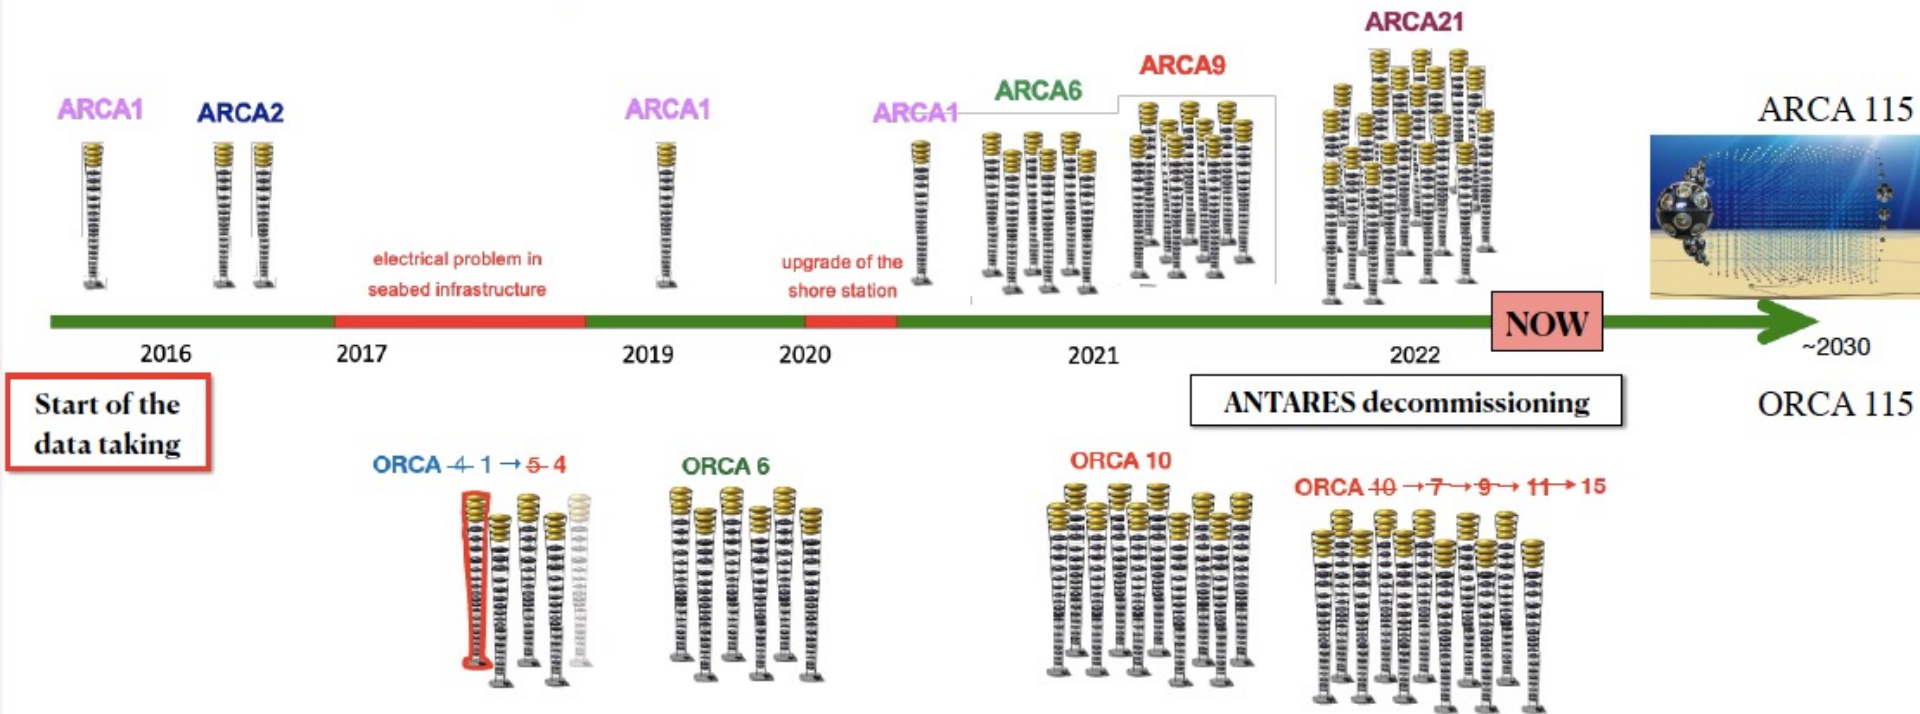 ARCA21
ARCA9
ARCA6
ARCA1
ARCA2
ARCA1
ARCA1
ARCA 115
electrical problem in
seabed infrastructure
upgrade of the
shore station
NOW
2016
2017
2019
2020
2021
2022
~2030
Start of the
data taking
ANTARES decommissioning
ORCA 115
ORCA 4 1 → 5 4
ORCA 6
ORCA 10
ORCA 10 → 7 → 9 → 11 → 15